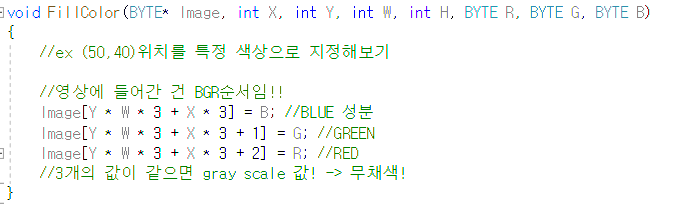 void FillColor(BYTE* Image, int X, int Y, int W, int H, BYTE R, BYTE G, BYTE B)
{
//ex (50,40)위치를 특정 색상으로 지정해보기
//영상에 들어간 건 BGR순서임!!
Image[Y * W * 3 + X * 3] = B; //BLUE 성분
Image[Y * W * 3 + X * 3 + 1] = G; //GREEN
Image[Y * W * 3 + X * 3 + 2] = R; //RED
//3개의 값이 같으면 gray scale 값! -> 무채색!
}